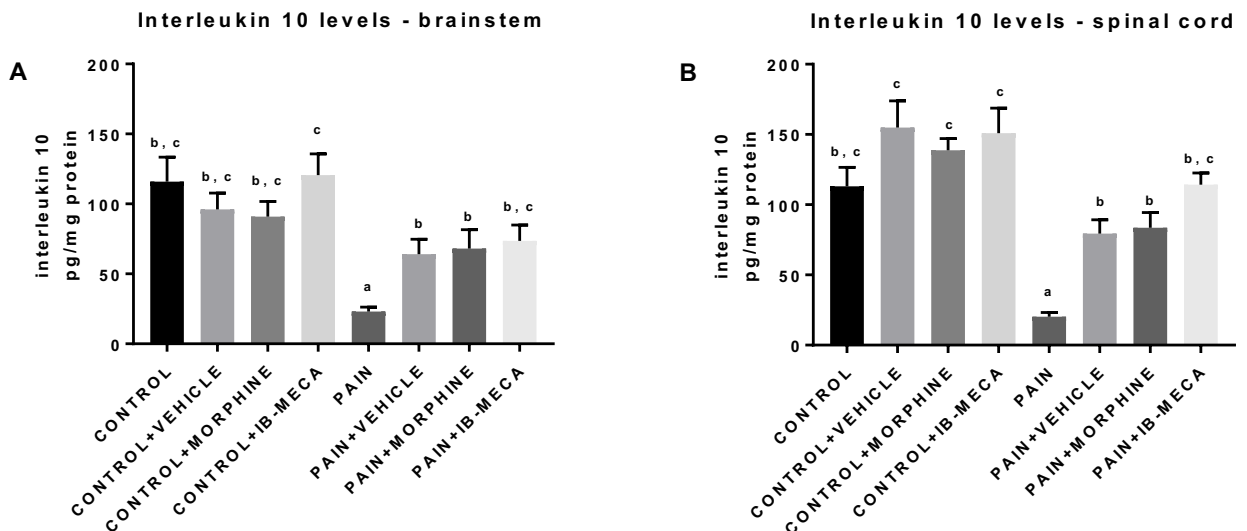 Interleukin 10 levels - brainstem
A
interleukin 10
pg/mg protein
200
150
100
50
0
b, c
b, c
b, c
c
a
b
b
b, c
CONTROL
CONTROL+VEHICLE
CONTROL+MORPHINE
CONTROL+IB-MECA
PAIN
PAIN+VEHICLE
PAIN+MORPHINE
PAIN+IB-MECA
Interleukin 10 levels - spinal cord
B
interleukin 10
pg/mg protein
200
150
100
50
0
b, c
c
c
c
a
b
b
b, c
CONTROL
CONTROL+VEHICLE
CONTROL+MORPHINE
CONTROL+IB-MECA
PAIN
PAIN+VEHICLE
PAIN+MORPHINE
PAIN+IB-MECA